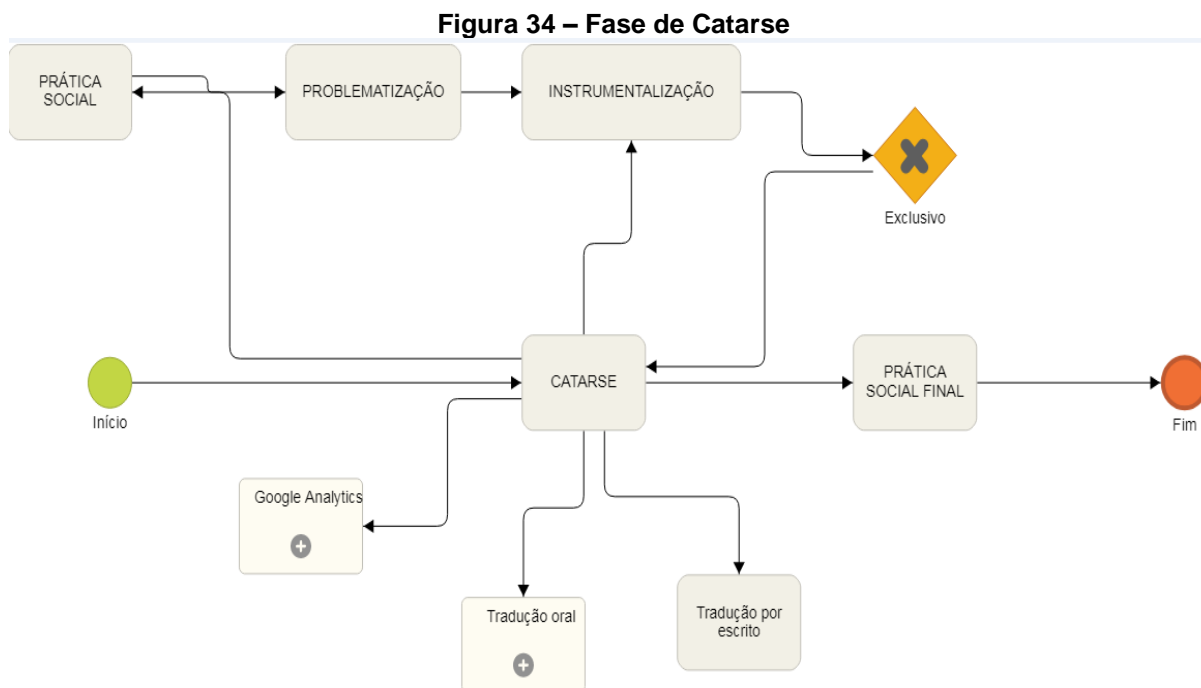 Figura 34 – Fase de Catarse
PRÁTICA
SOCIAL
PROBLEMATIZAÇÃO
INSTRUMENTALIZAÇÃO
Exclusivo
Início
CATARSE
PRÁTICA
SOCIAL FINAL
Fim
Google Analytics
Tradução oral
Tradução por
escrito